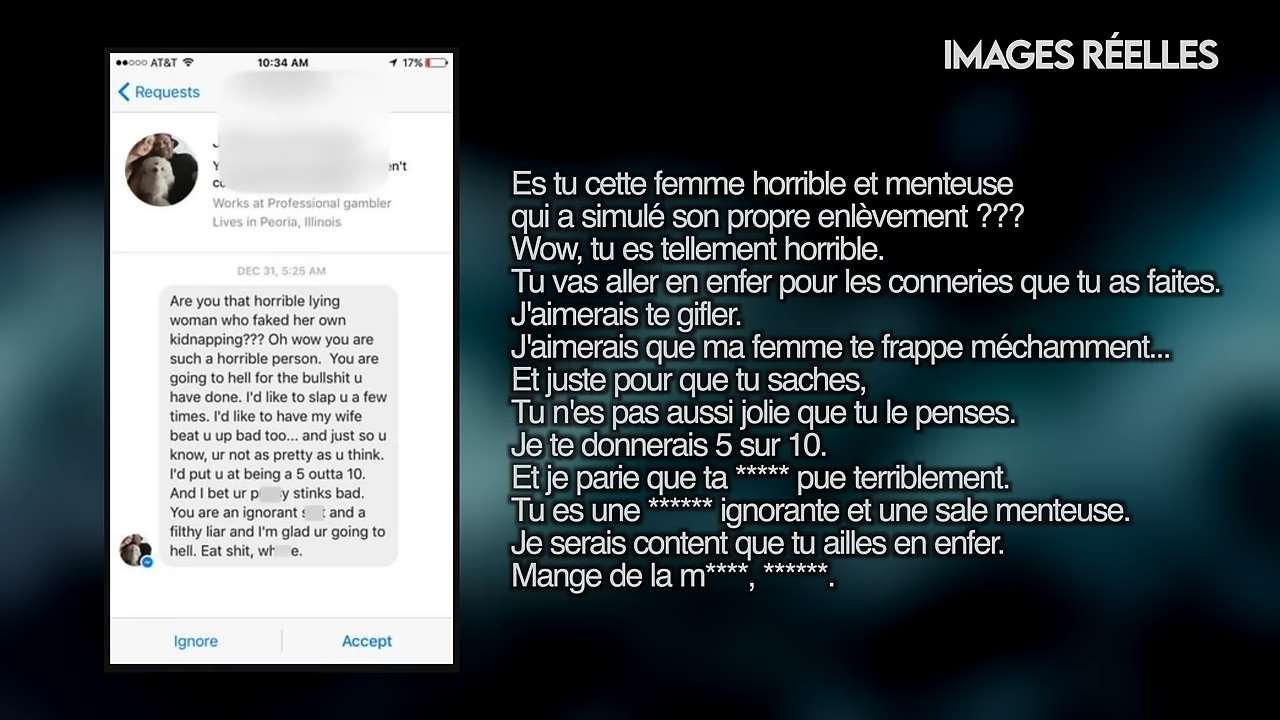 AT&T
10:34 AM
17%
IMAGES RÉELLES
Requests
Works at Professional gambler
Lives in Peoria, Illinois
DEC 31, 5:25 AM
Are you that horrible lying
woman who faked her own
kidnapping??? Oh wow you are
such a horrible person. You are
going to hell for the bullshit u
have done. I'd like to slap u a few
times. I'd like to have my wife
beat u up bad too... and just so u
know, ur not as pretty as u think.
I'd put u at being a 5 outta 10.
And I bet ur p y stinks bad.
You are an ignorant s t and a
filthy liar and I'm glad ur going to
hell. Eat shit, wh e.
Ignore
Accept
Es tu cette femme horrible et menteuse
qui a simulé son propre enlèvement ???
Wow, tu es tellement horrible.
Tu vas aller en enfer pour les conneries que tu as faites.
J'aimerais te gifler.
J'aimerais que ma femme te frappe méchamment...
Et juste pour que tu saches,
Tu n'es pas aussi jolie que tu le penses.
Je te donnerais 5 sur 10.
Et je parie que ta ***** pue terriblement.
Tu es une ****** ignorante et une sale menteuse.
Je serais content que tu ailles en enfer.
Mange de la m****, ******.